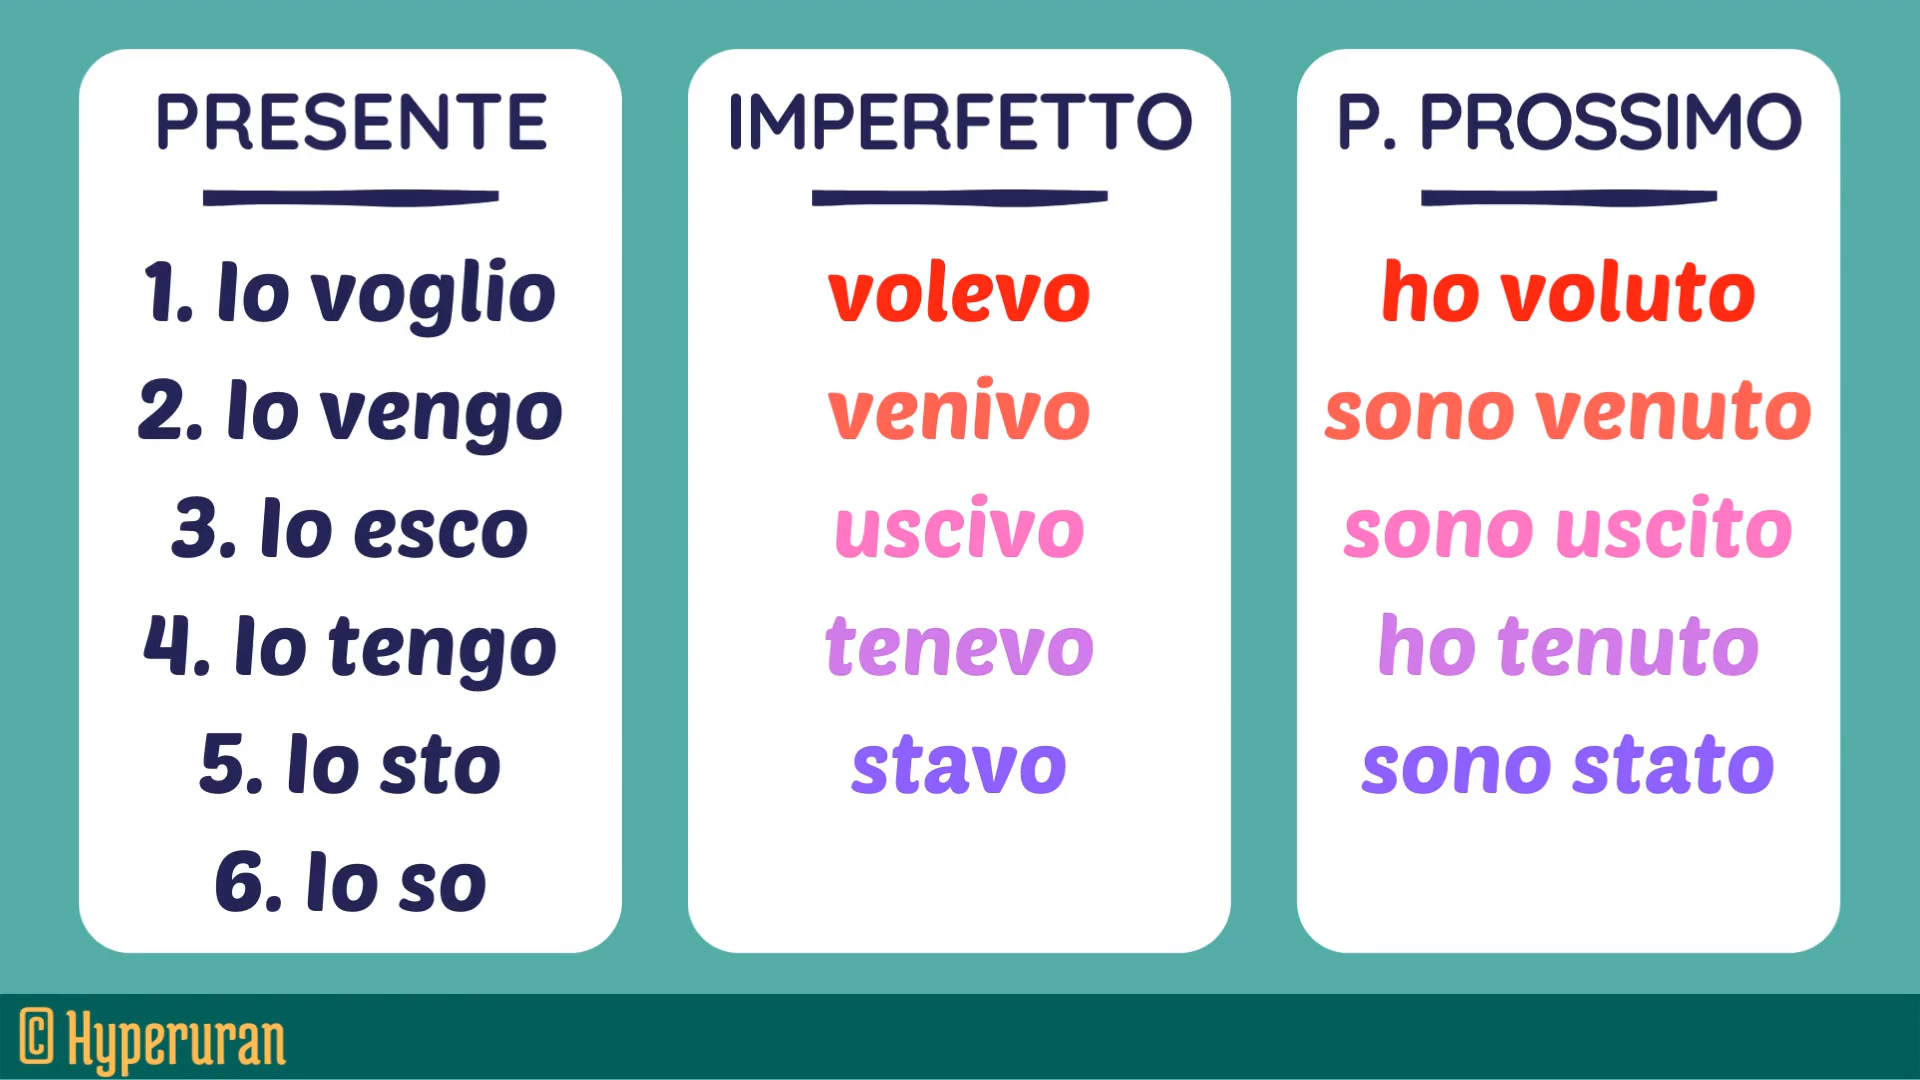 PRESENTE
1. Io voglio
2. Io vengo
3. Io esco
4. Io tengo
5. Io sto
6. Io so
IMPERFETTO
volevo
venivo
uscivo
tenevo
stavo
P. PROSSIMO
ho voluto
sono venuto
sono uscito
ho tenuto
sono stato
© Hyperuran